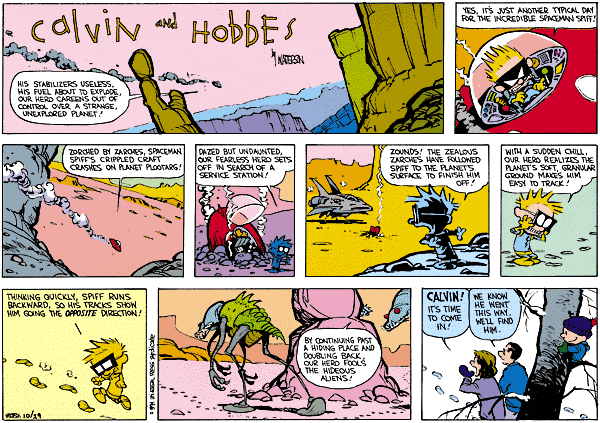 Calvin and Hobbes
by WATTERSON
HIS STABILIZERS USELESS,
HIS FUEL ABOUT TO EXPLODE,
OUR HERO CAREENS OUT OF
CONTROL OVER A STRANGE,
UNEXPLORED PLANET!
YES, IT'S JUST ANOTHER TYPICAL DAY
FOR THE INCREDIBLE SPACEMAN SPIFF!
ZORCHED BY ZARCHES, SPACEMAN
SPIFF'S CRIPPLED CRAFT
CRASHES ON PLANET PLOOTARG!
DAZED BUT UNDAUNTED,
OUR FEARLESS HERO SETS
OFF IN SEARCH OF A
SERVICE STATION!
ZOUNDS! THE ZEALOUS
ZARCHES HAVE FOLLOWED
SPIFF TO THE PLANET'S
SURFACE TO FINISH HIM
OFF!
WITH A SUDDEN CHILL,
OUR HERO REALIZES THE
PLANET'S SOFT, GRANULAR
GROUND MAKES HIM
EASY TO TRACK!
THINKING QUICKLY, SPIFF RUNS
BACKWARD, SO HIS TRACKS SHOW
HIM GOING THE OPPOSITE DIRECTION!
10/29
BY CONTINUING PAST
A HIDING PLACE AND
DOUBLING BACK,
OUR HERO FOOLS
THE HIDEOUS
ALIENS!
CALVIN!
IT'S TIME
TO COME
IN!
WE KNOW
HE WENT
THIS WAY.
WE'LL FIND
HIM.